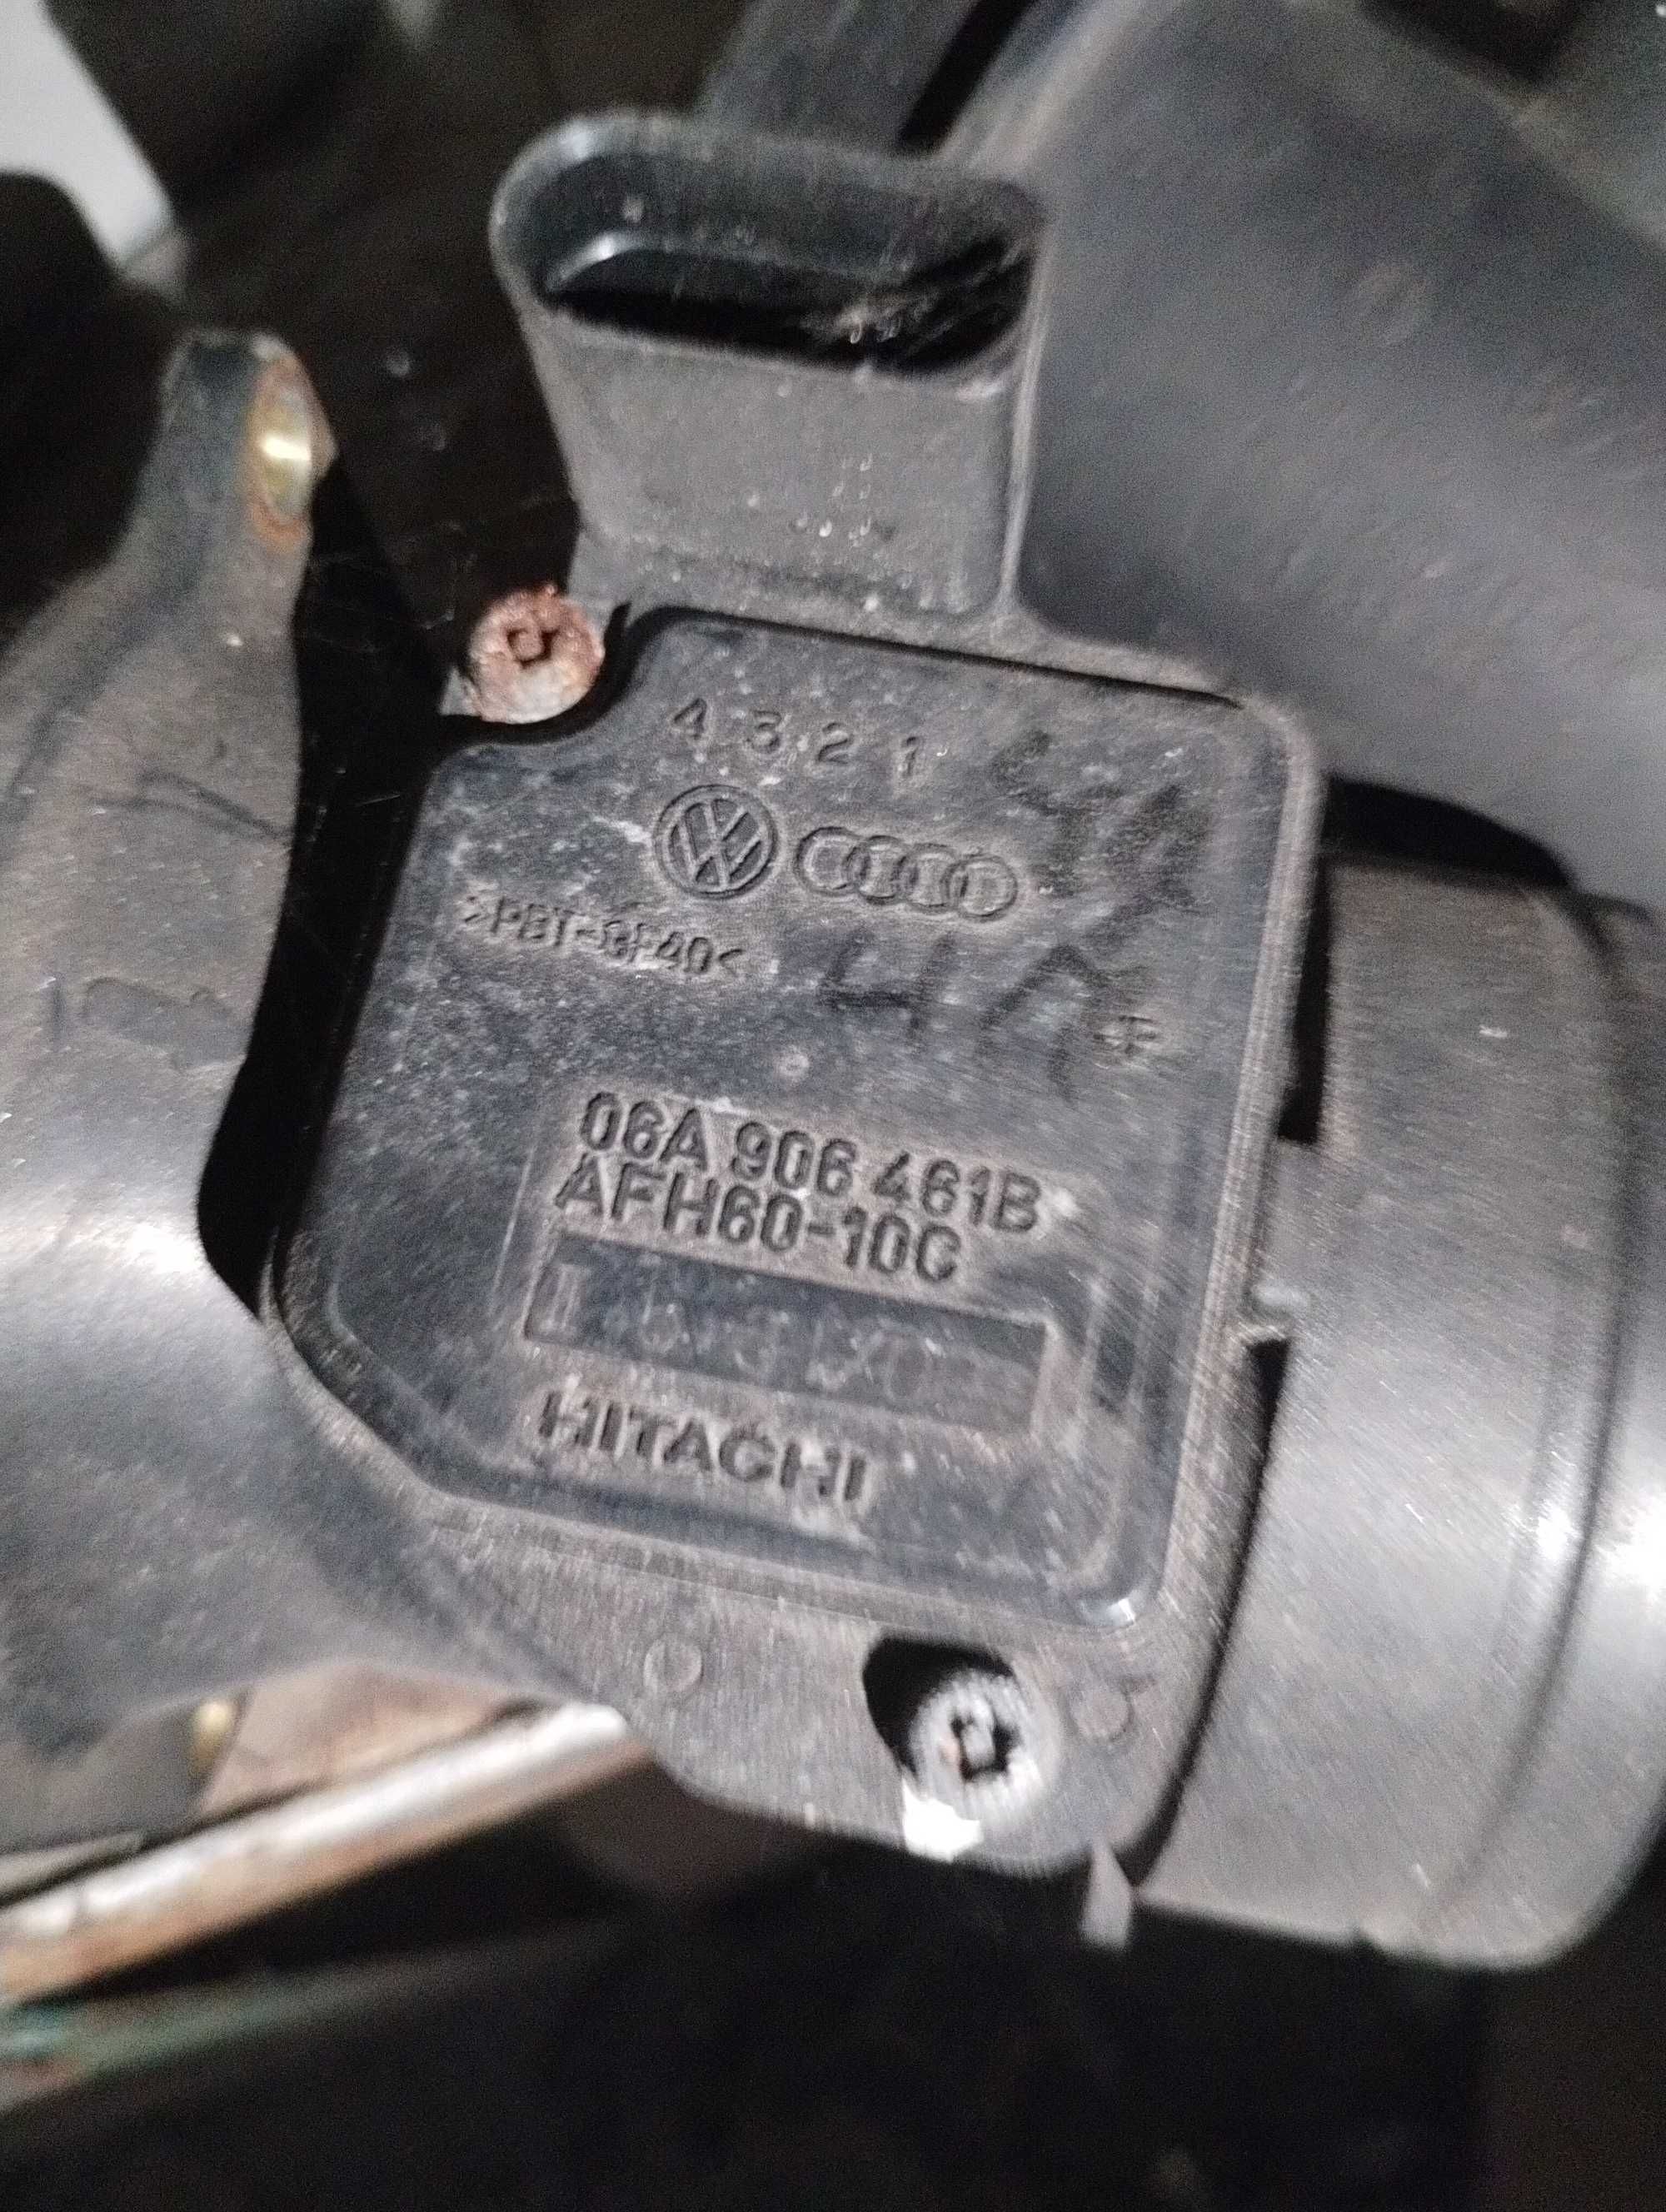 4 3 2 1
>PBT-GF40<
06A 906 461B
AFH60-10C
HITACHI